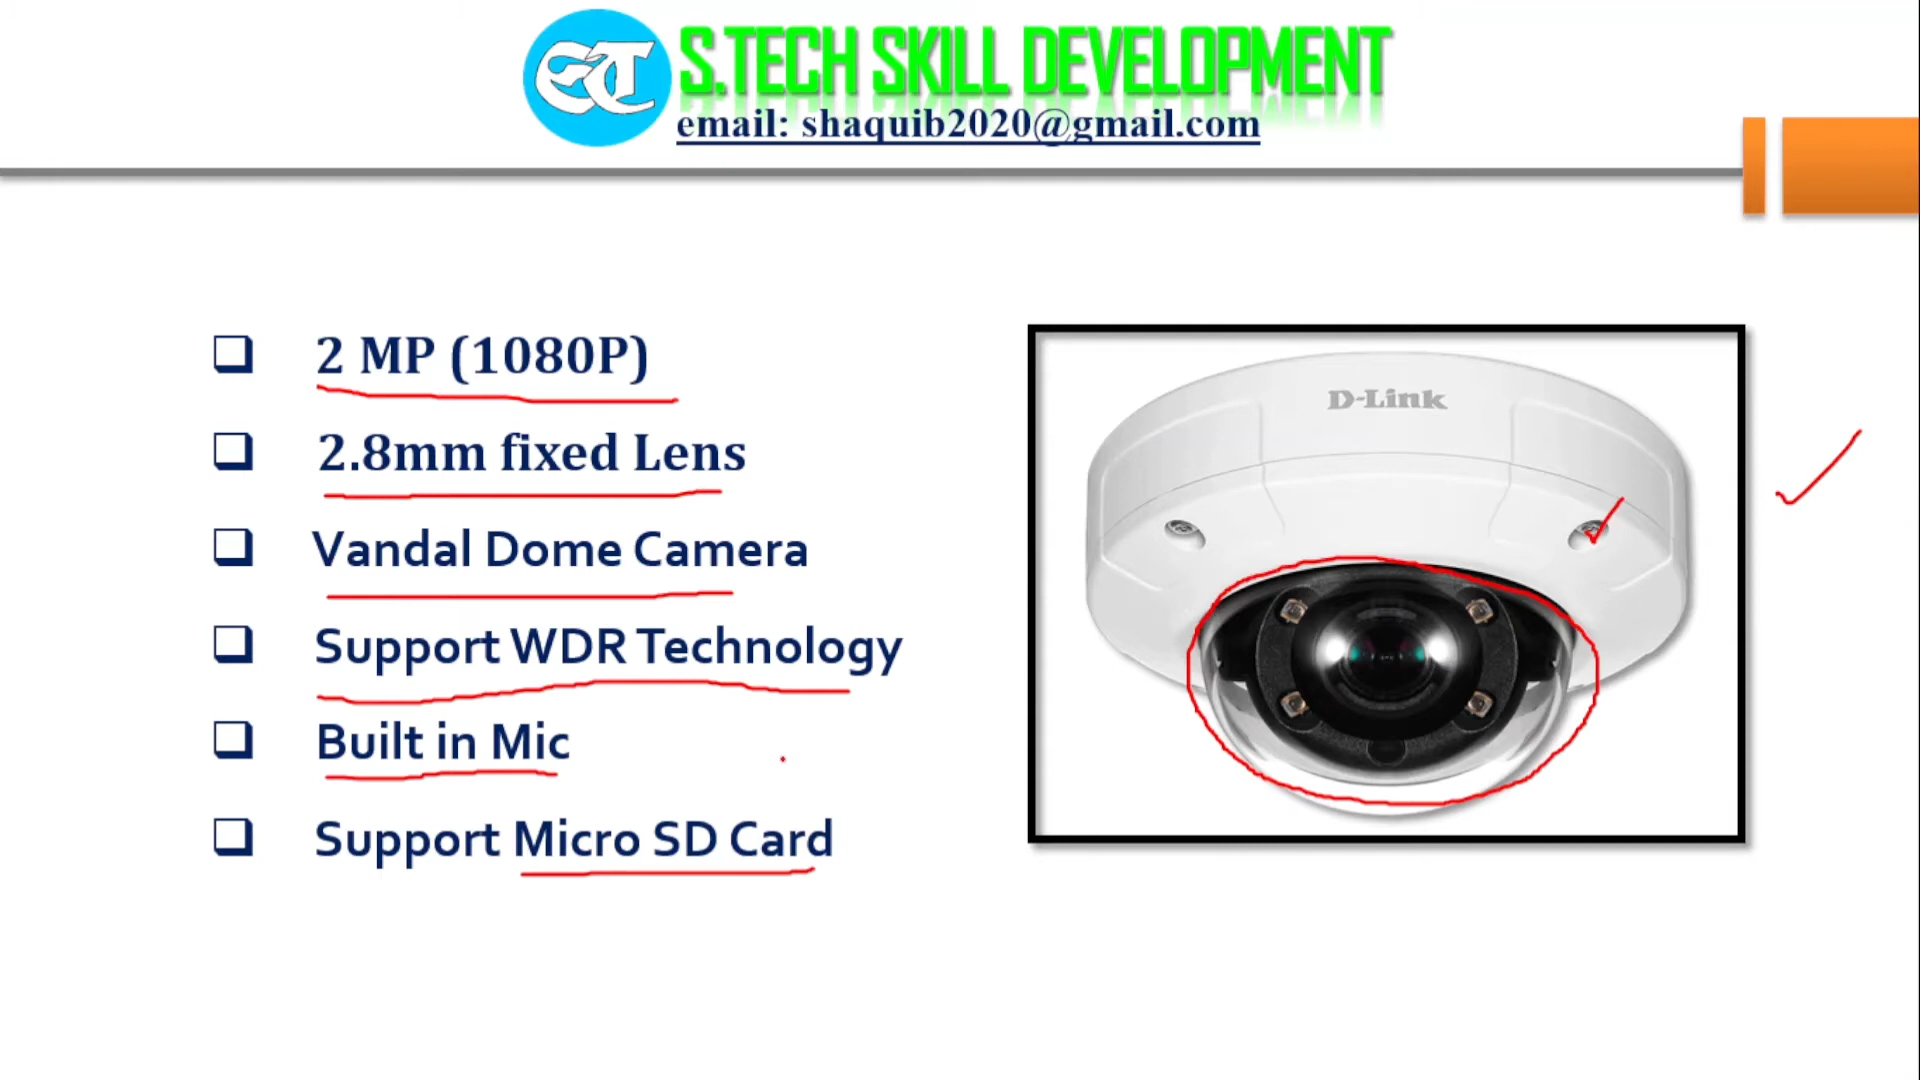 S.TECH SKILL DEVELOPMENT
email: shaquib2020@gmail.com
2 MP (1080P)
2.8mm fixed Lens
Vandal Dome Camera
Support WDR Technology
Built in Mic
Support Micro SD Card
D-Link